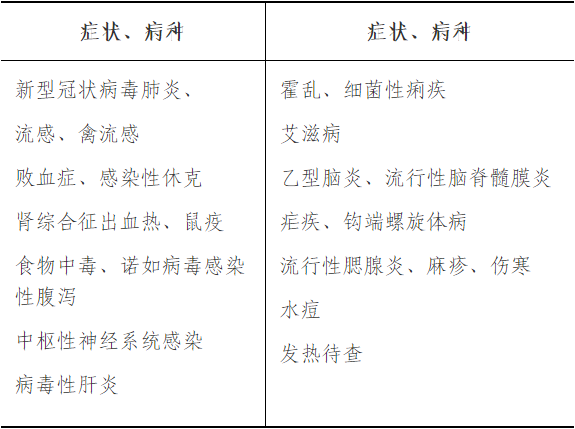 症状、病种
新型冠状病毒肺炎、
流感、禽流感
败血症、感染性休克
肾综合征出血热、鼠疫
食物中毒、诺如病毒感染
性腹泻
中枢性神经系统感染
病毒性肝炎
症状、病种
霍乱、细菌性痢疾
艾滋病
乙型脑炎、流行性脑脊髓膜炎
疟疾、钩端螺旋体病
流行性腮腺炎、麻疹、伤寒
水痘
发热待查